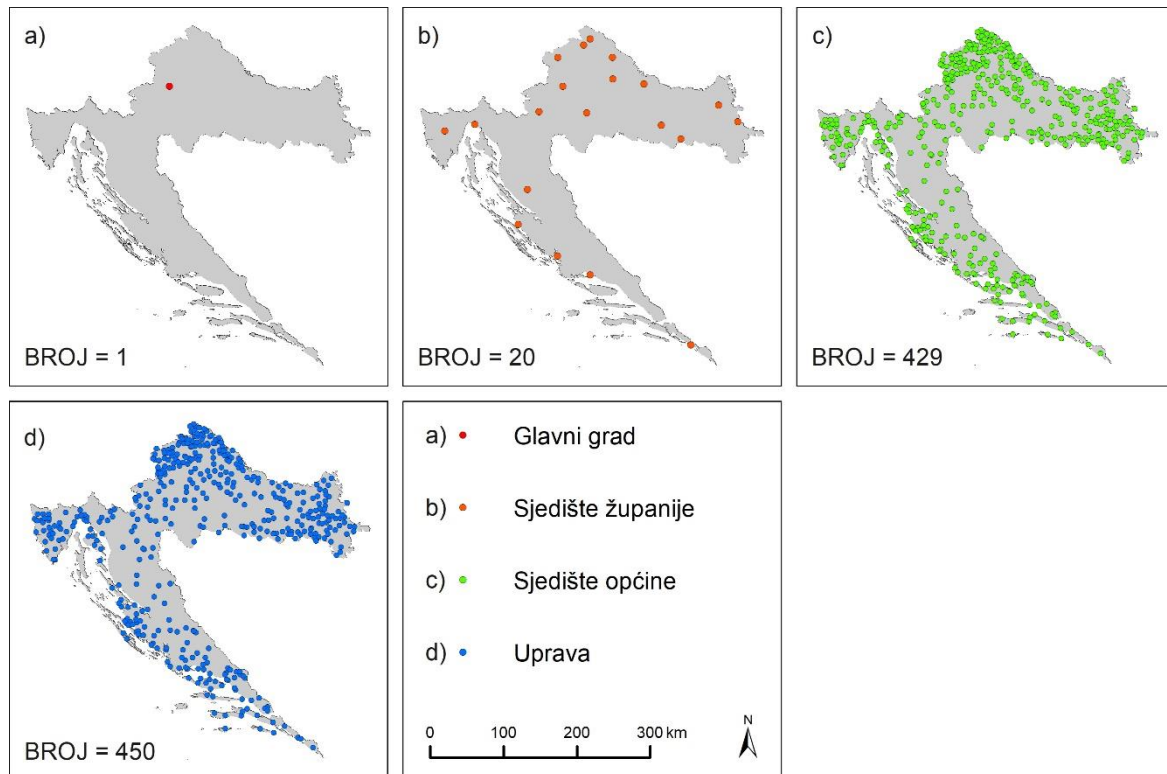 a)
BROJ = 1
b)
BROJ = 20
c)
BROJ = 429
d)
BROJ = 450
a) Glavni grad
b) Sjedište županije
c) Sjedište općine
d) Uprava
0 100 200 300 km
N